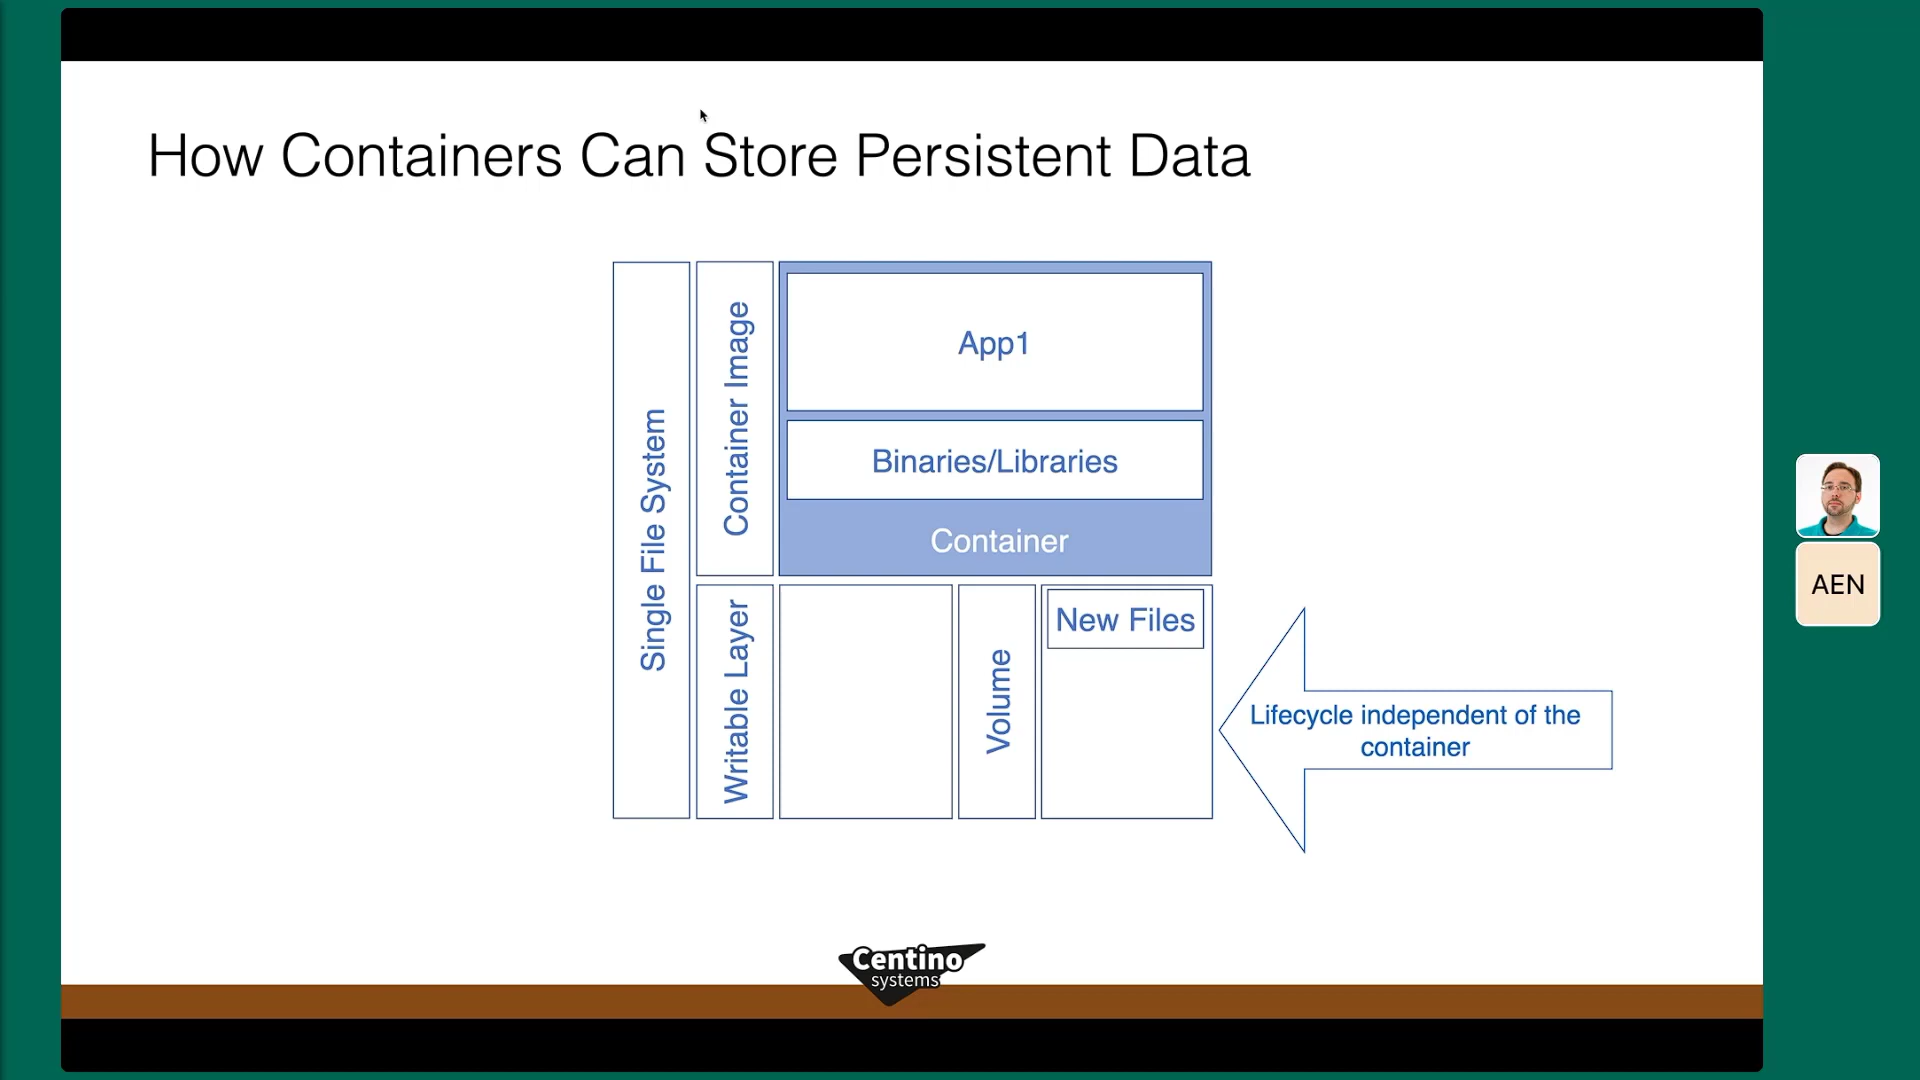 How Containers Can Store Persistent Data
Single File System
Container Image
App1
Binaries/Libraries
Container
Writable Layer
Volume
New Files
Lifecycle independent of the
container
AEN
Centino
systems